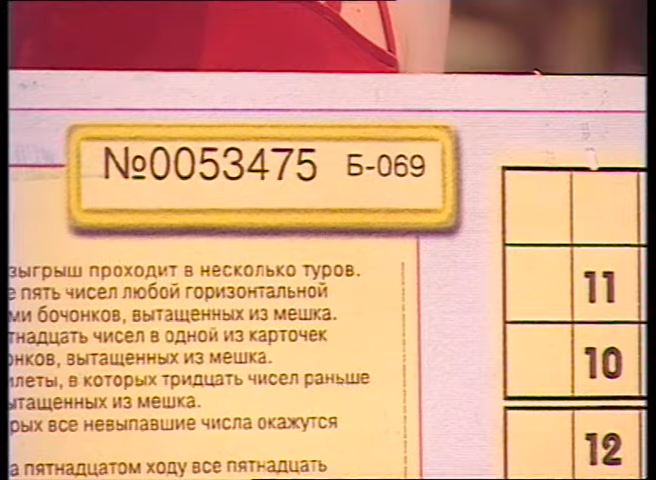 №0053475 Б-069
зыгрыш проходит в несколько туров.
е пять чисел любой горизонтальной
ми бочонков, вытащенных из мешка.
тнадцать чисел в одной из карточек
онков, вытащенных из мешка.
илеты, в которых тридцать чисел раньше
ытащенных из мешка.
рых все невыпавшие числа окажутся
а пятнадцатом ходу все пятнадцать
11
10
12